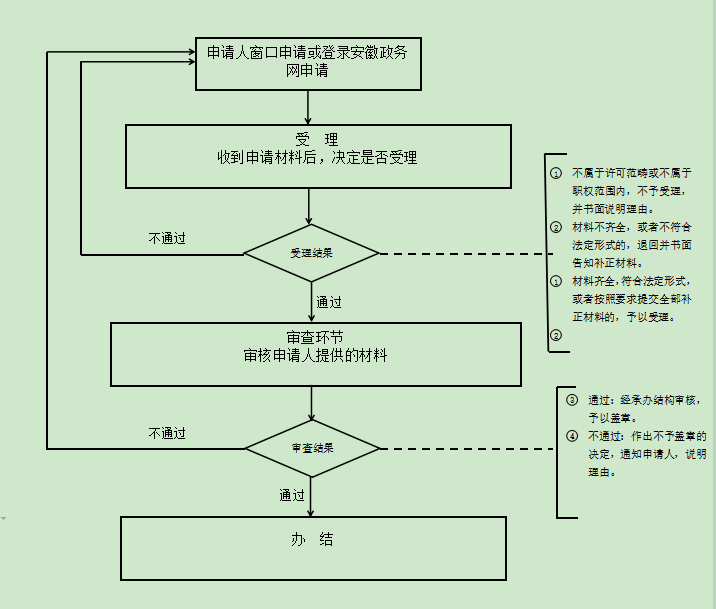 申请人窗口申请或登录安徽政务
网申请
受　理
收到申请材料后，决定是否受理
不通过
受理结果
通过
① 不属于许可范畴或不属于
职权范围内，不予受理，
并书面说明理由。
② 材料不齐全，或者不符合
法定形式的，退回并书面
告知补正材料。
① 材料齐全，符合法定形式，
或者按照要求提交全部补
正材料的，予以受理。
②
审查环节
审核申请人提供的材料
不通过
审查结果
通过
③ 通过：经承办结构审核，
予以盖章。
④ 不通过：作出不予盖章的
决定，通知申请人，说明
理由。
办　结